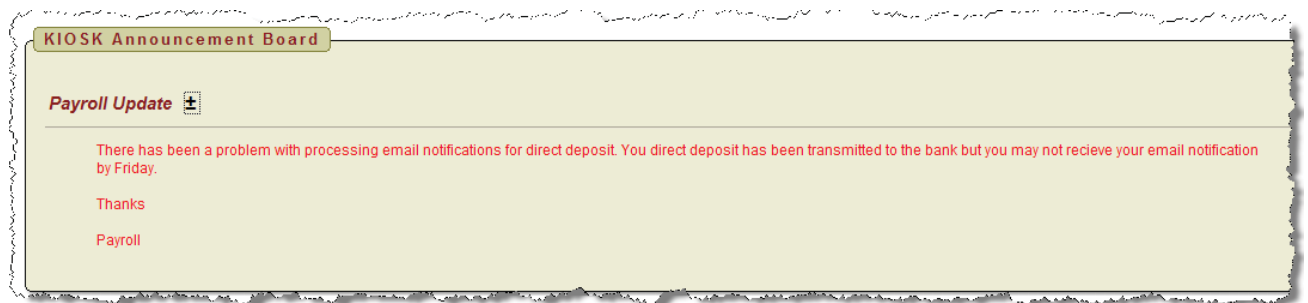 KIOSK Announcement Board
Payroll Update ±
There has been a problem with processing email notifications for direct deposit. You direct deposit has been transmitted to the bank but you may not recieve your email notification
by Friday.
Thanks
Payroll